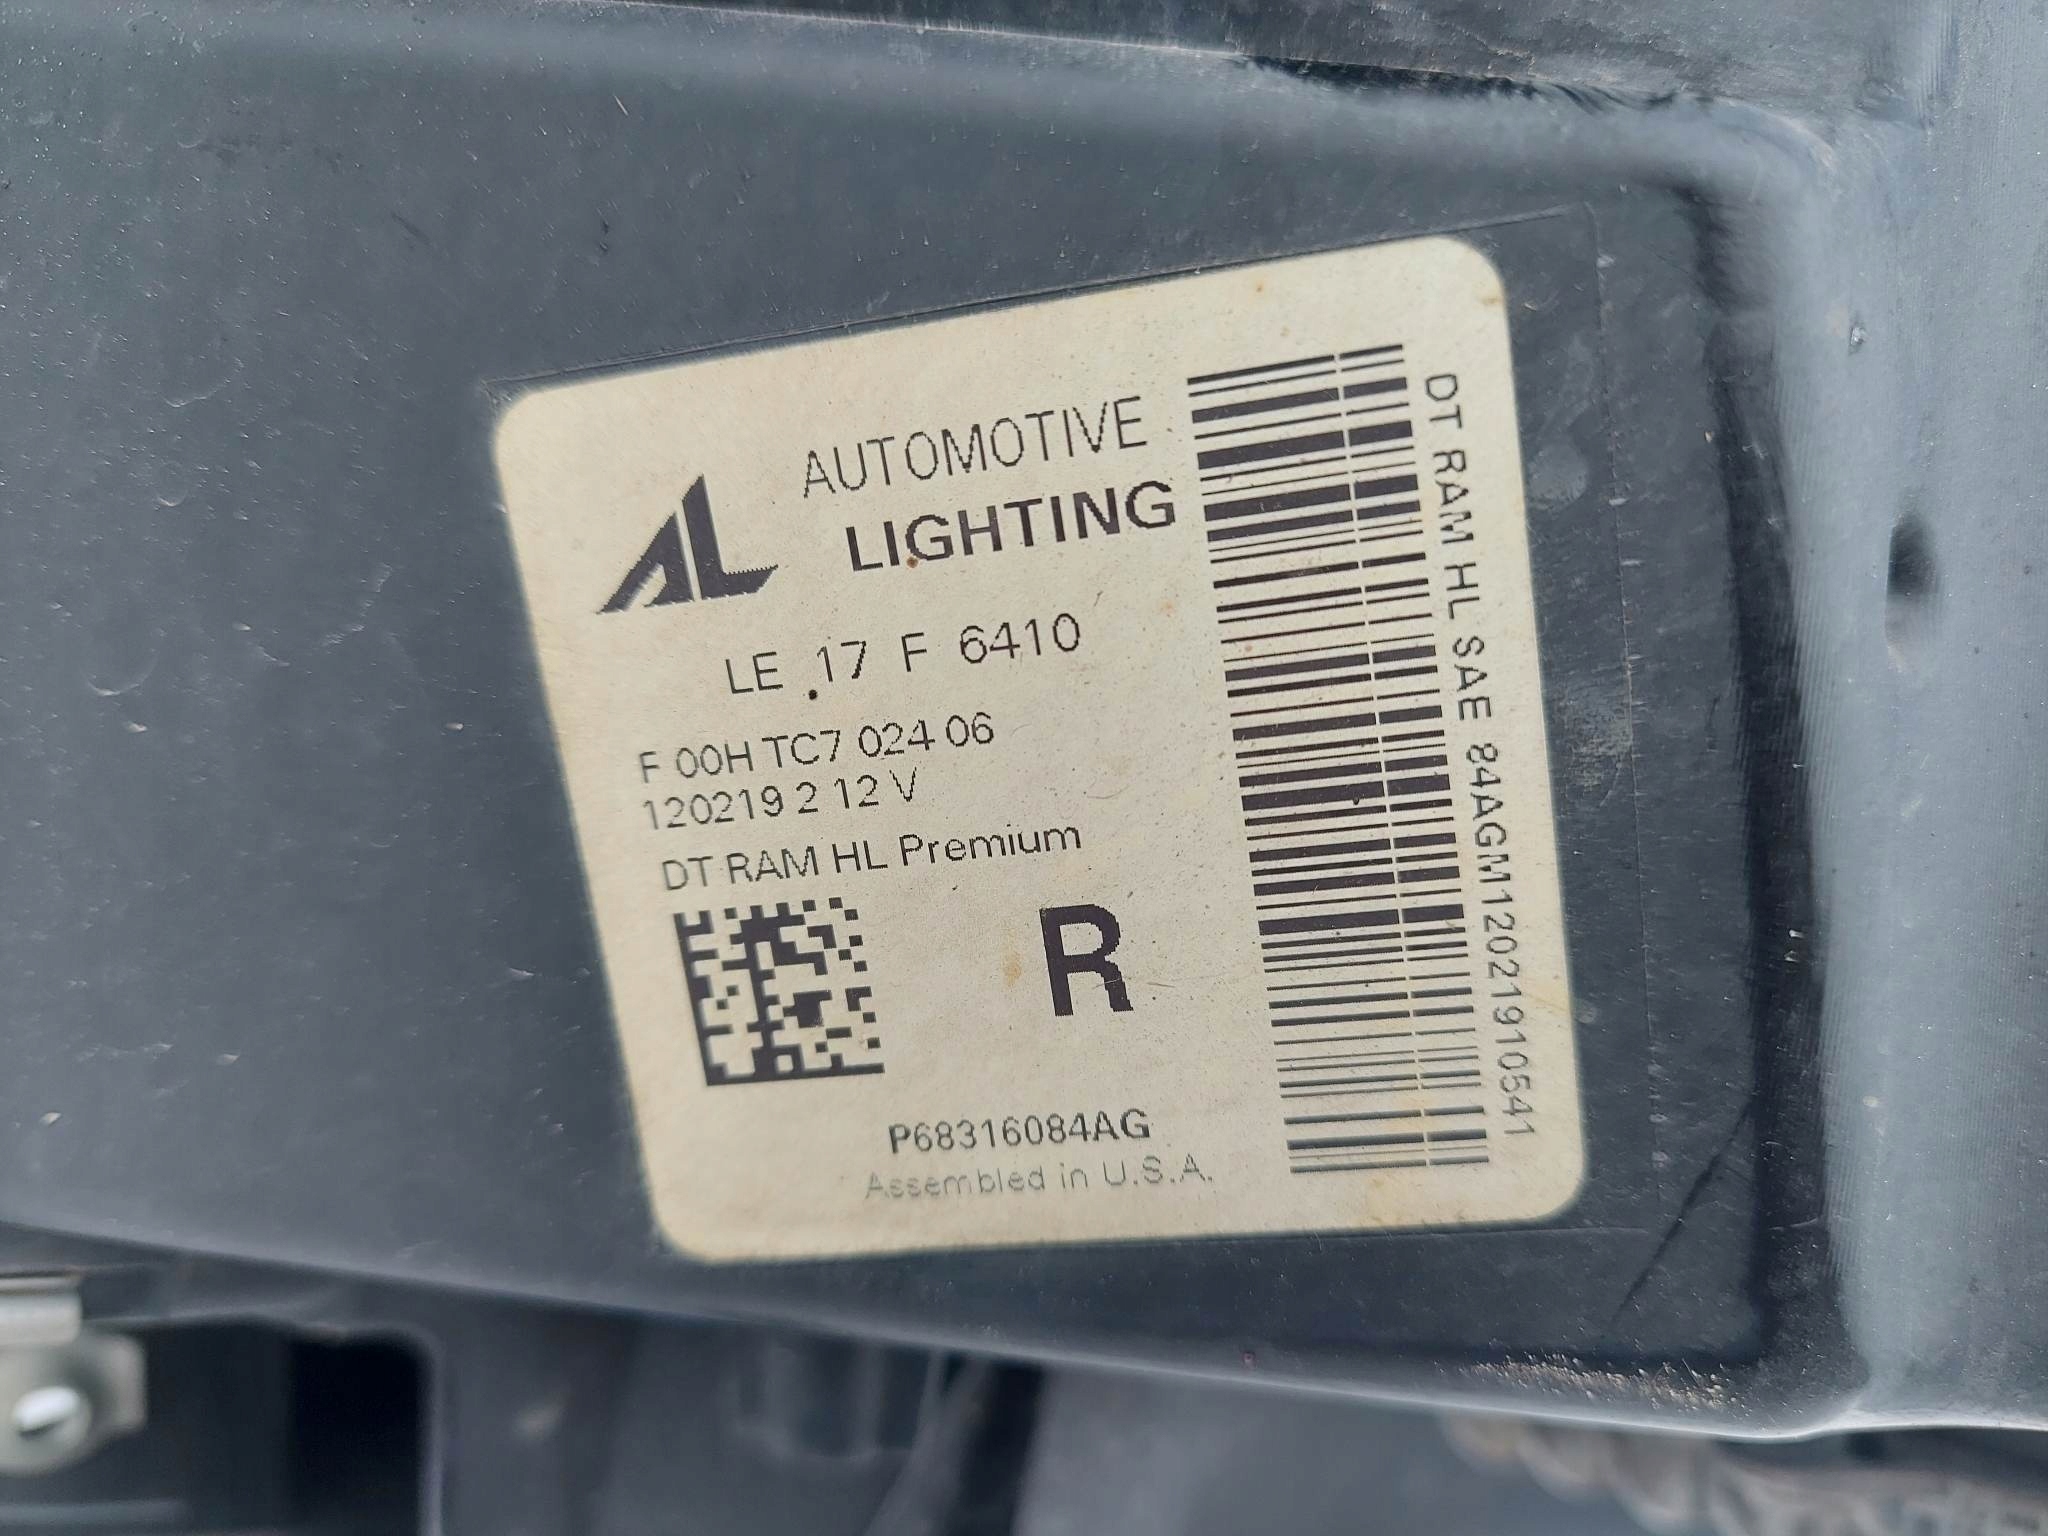 AL AUTOMOTIVE
LIGHTING
LE .17 F 6410
F 00H TC7 024 06
120219 2 12 V
DT RAM HL Premium
R
P68316084AG
Assembled in U.S.A.
DT RAM HL SAE 84AGM12021910541